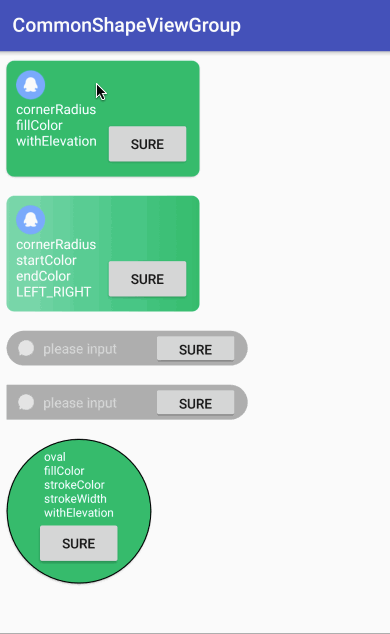 CommonShapeViewGroup
cornerRadius
fillColor
withElevation
SURE
cornerRadius
startColor
endColor
LEFT_RIGHT
SURE
please input
SURE
please input
SURE
oval
fillColor
strokeColor
strokeWidth
withElevation
SURE